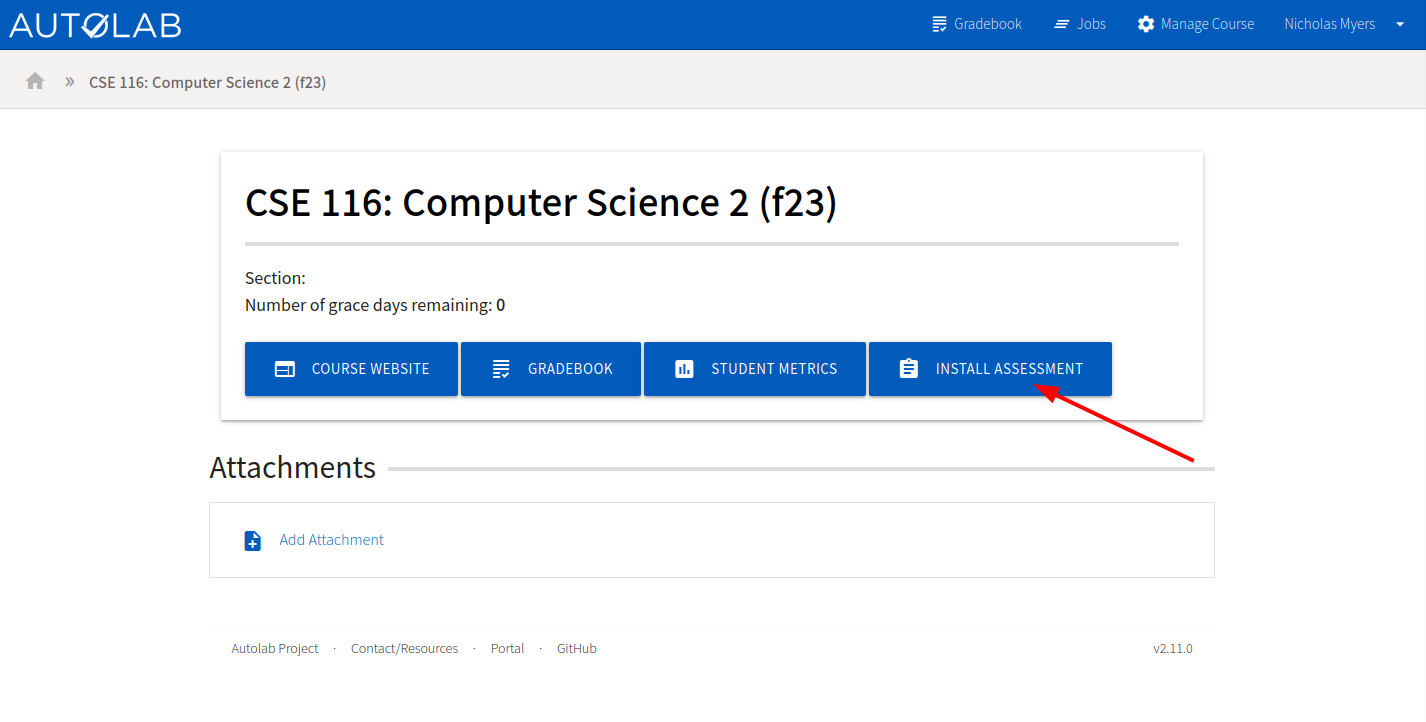 AUTOLAB
Gradebook Jobs Manage Course Nicholas Myers
» CSE 116: Computer Science 2 (f23)
CSE 116: Computer Science 2 (f23)
Section:
Number of grace days remaining: 0
COURSE WEBSITE GRADEBOOK STUDENT METRICS INSTALL ASSESSMENT
Attachments
Add Attachment
Autolab Project · Contact/Resources · Portal · GitHub v2.11.0